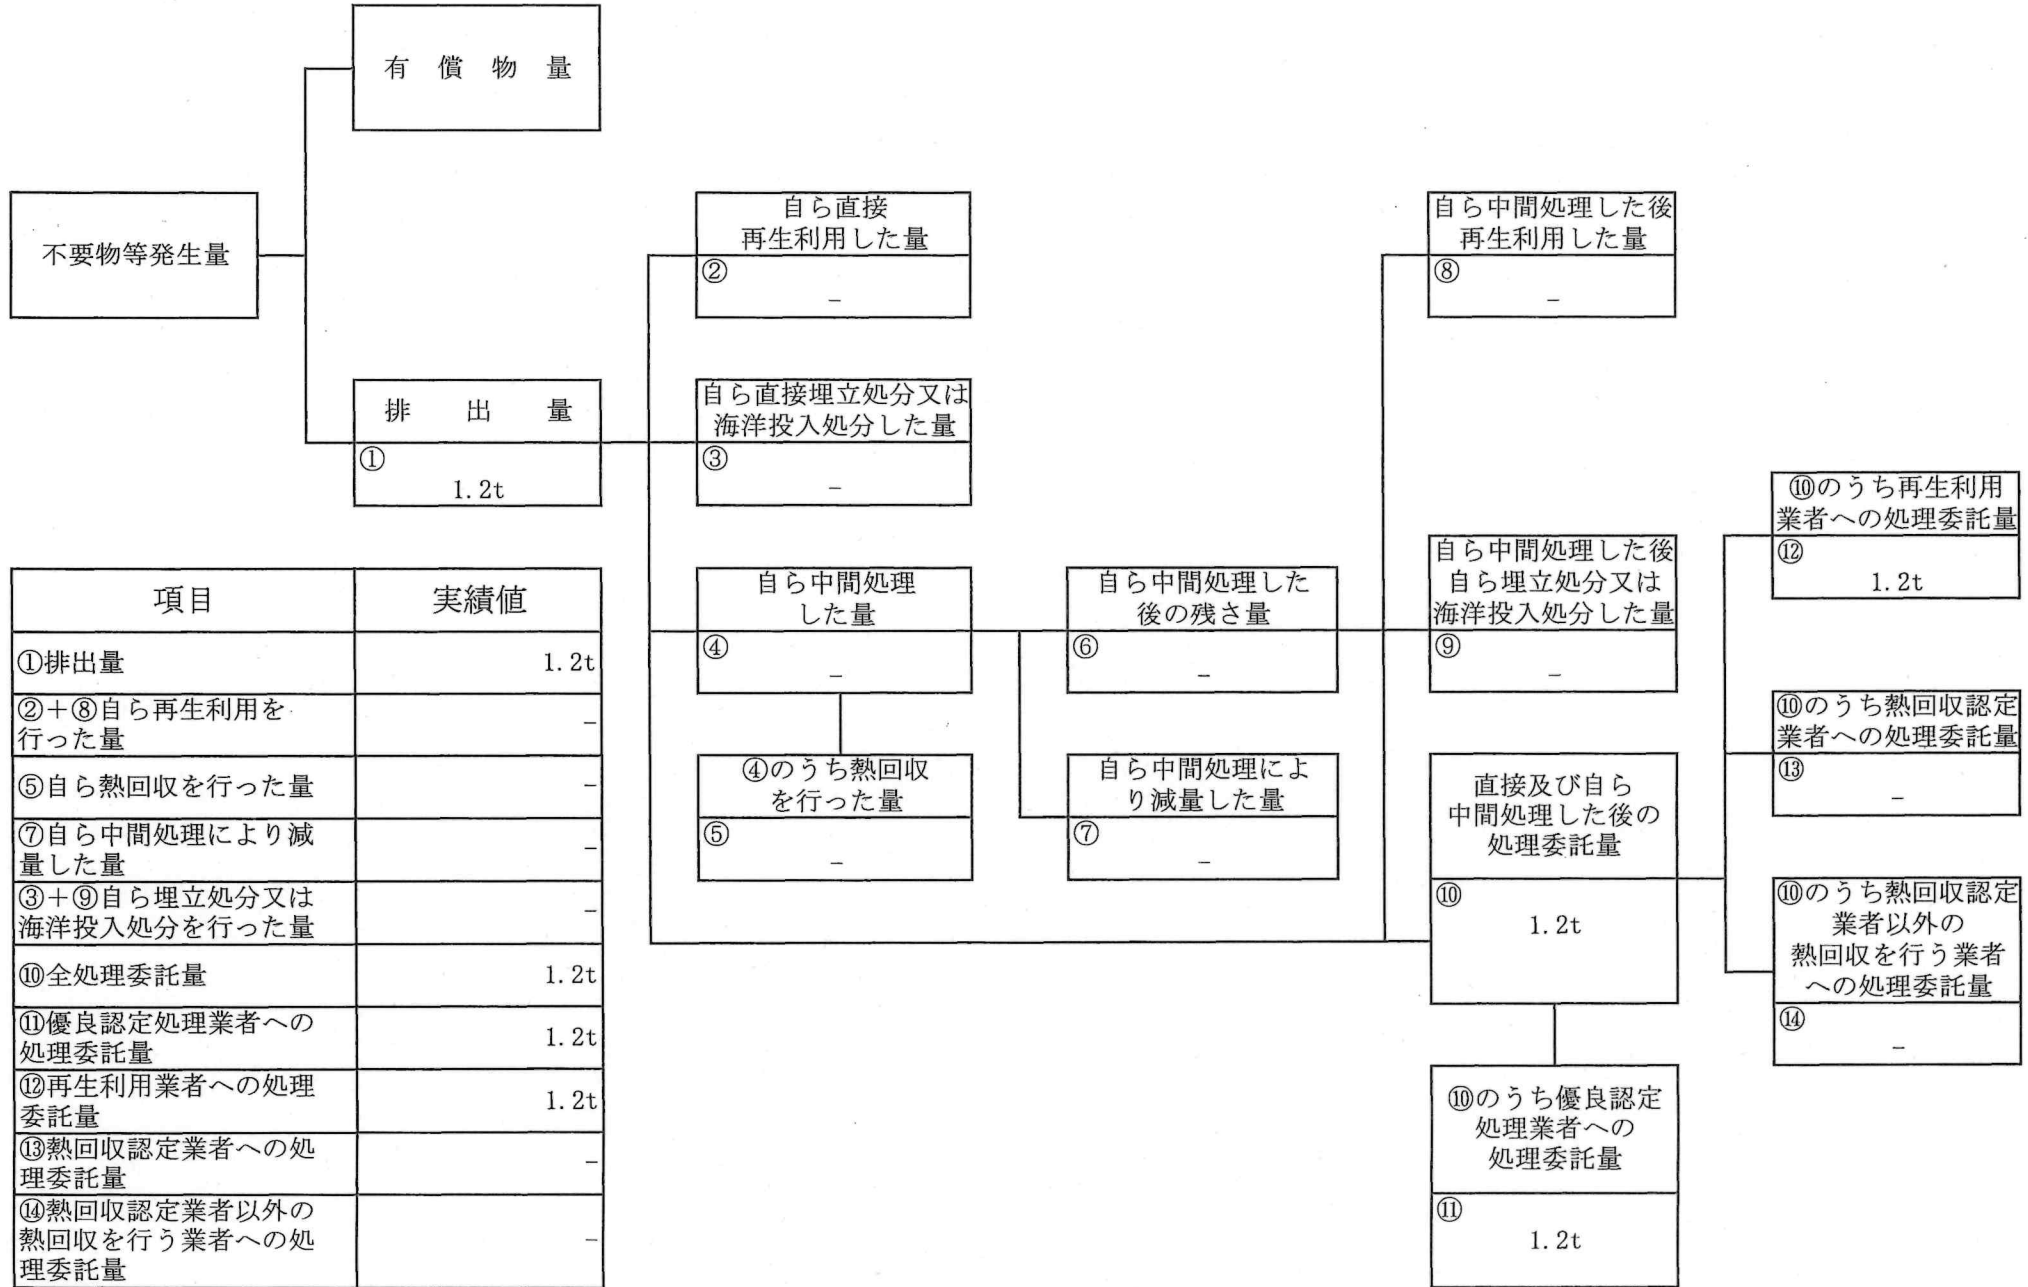 有償物量
不要物等発生量
排出量
①
1.2t
自ら直接
再生利用した量
②
−
自ら直接埋立処分又は
海洋投入処分した量
③
−
自ら中間処理
した量
④
−
④のうち熱回収
を行った量
⑤
−
自ら中間処理した
後の残さ量
⑥
−
自ら中間処理によ
り減量した量
⑦
−
自ら中間処理した後
再生利用した量
⑧
−
自ら中間処理した後
自ら埋立処分又は
海洋投入処分した量
⑨
−
直接及び自ら
中間処理した後の
処理委託量
⑩
1.2t
⑩のうち優良認定
処理業者への
処理委託量
⑪
1.2t
⑩のうち再生利用
業者への処理委託量
⑫
1.2t
⑩のうち熱回収認定
業者への処理委託量
⑬
−
⑩のうち熱回収認定
業者以外の
熱回収を行う業者
への処理委託量
⑭
−
項目 実績値
①排出量 1.2t
②＋⑧自ら再生利用を
行った量 −
⑤自ら熱回収を行った量 −
⑦自ら中間処理により減
量した量 −
③＋⑨自ら埋立処分又は
海洋投入処分を行った量 −
⑩全処理委託量 1.2t
⑪優良認定処理業者への
処理委託量 1.2t
⑫再生利用業者への処理
委託量 1.2t
⑬熱回収認定業者への処
理委託量 −
⑭熱回収認定業者以外の
熱回収を行う業者への処
理委託量 −